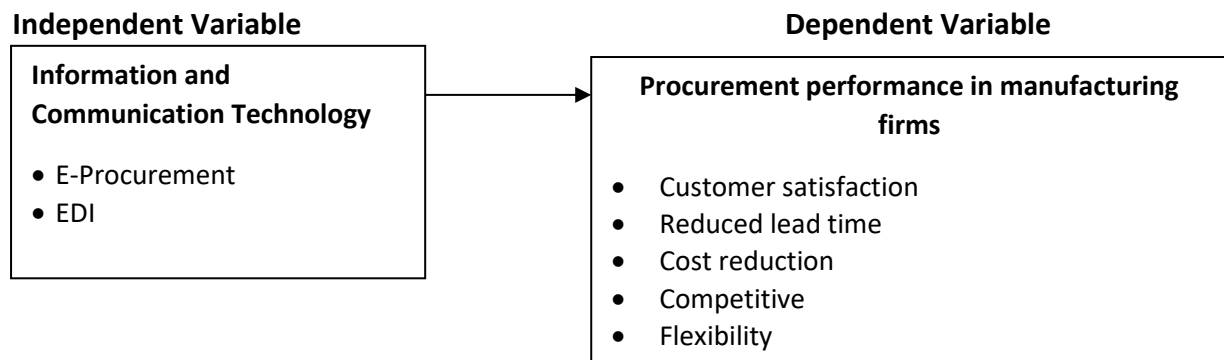 Independent Variable
Information and
Communication Technology
• E-Procurement
• EDI
Dependent Variable
Procurement performance in manufacturing
firms
• Customer satisfaction
• Reduced lead time
• Cost reduction
• Competitive
• Flexibility